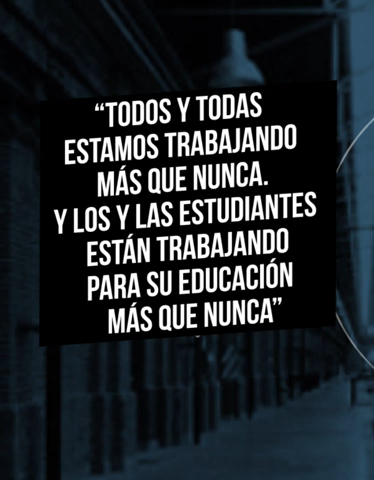 “TODOS Y TODAS
ESTAMOS TRABAJANDO
MÁS QUE NUNCA.
Y LOS Y LAS ESTUDIANTES
ESTÁN TRABAJANDO
PARA SU EDUCACIÓN
MÁS QUE NUNCA”